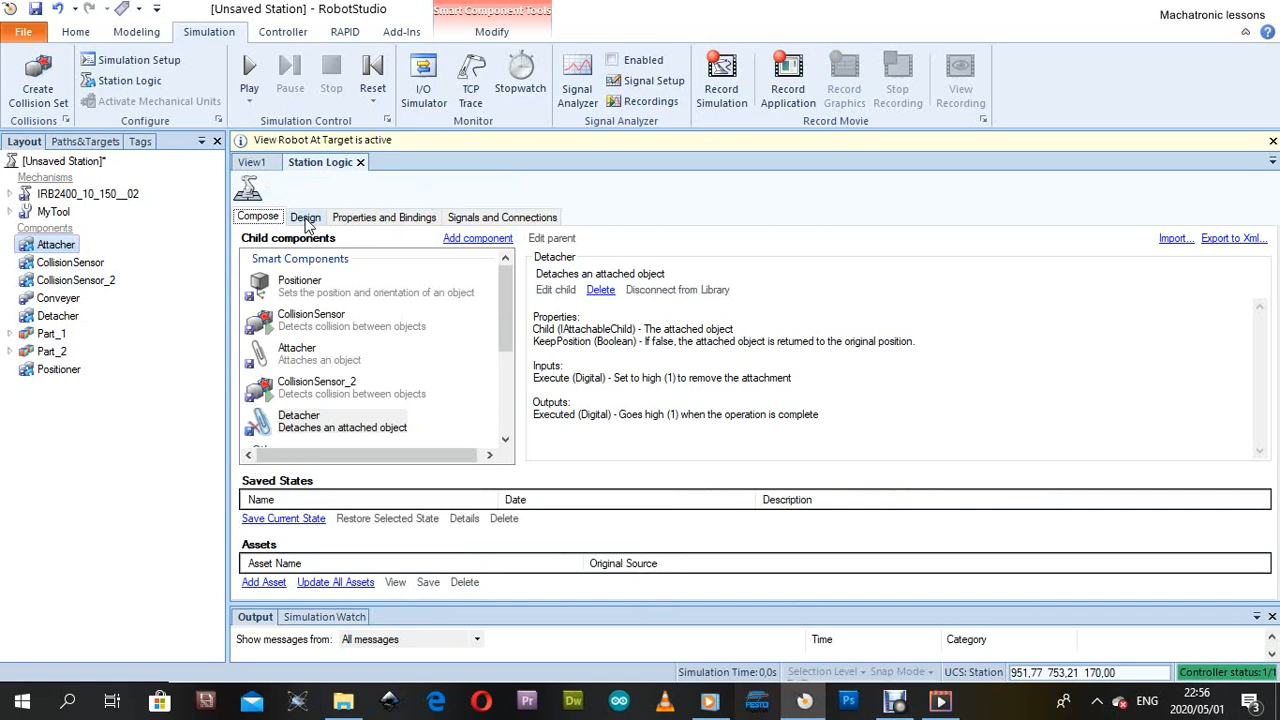 [Unsaved Station] - RobotStudio
Smart Component Tools
Machatronic lessons
File
Home
Modeling
Simulation
Controller
RAPID
Add-Ins
Modify
Create
Collision Set
Collisions
Simulation Setup
Station Logic
Activate Mechanical Units
Configure
Play
Pause
Stop
Reset
Simulation Control
I/O
Simulator
TCP
Trace
Stopwatch
Monitor
Signal
Analyzer
Enabled
Signal Setup
Recordings
Signal Analyzer
Record
Simulation
Record
Application
Record
Graphics
Stop
Recording
View
Recording
Record Movie
Layout
Paths&Targets
Tags
[Unsaved Station]*
Mechanisms
IRB2400_10_150__02
MyTool
Components
Attacher
CollisionSensor
CollisionSensor_2
Conveyer
Detacher
Part_1
Part_2
Positioner
View Robot At Target is active
View1
Station Logic
Compose
Design
Properties and Bindings
Signals and Connections
Child components
Add component
Edit parent
Import...
Export to Xml...
Smart Components
Positioner
Sets the position and orientation of an object
CollisionSensor
Detects collision between objects
Attacher
Attaches an object
CollisionSensor_2
Detects collision between objects
Detacher
Detaches an attached object
Detacher
Detaches an attached object
Edit child
Delete
Disconnect from Library
Properties:
Child (IAttachableChild) - The attached object
KeepPosition (Boolean) - If false, the attached object is returned to the original position.
Inputs:
Execute (Digital) - Set to high (1) to remove the attachment
Outputs:
Executed (Digital) - Goes high (1) when the operation is complete
Saved States
Name
Date
Description
Save Current State
Restore Selected State
Details
Delete
Assets
Asset Name
Original Source
Add Asset
Update All Assets
View
Save
Delete
Output
Simulation Watch
Show messages from:
All messages
Time
Category
Simulation Time:0,0s
Selection Level
Snap Mode
UCS: Station
951,77 753,21 170,00
Controller status:1/1
Pr
Dw
FESTO
Ps
ENG
22:56
2020/05/01
3